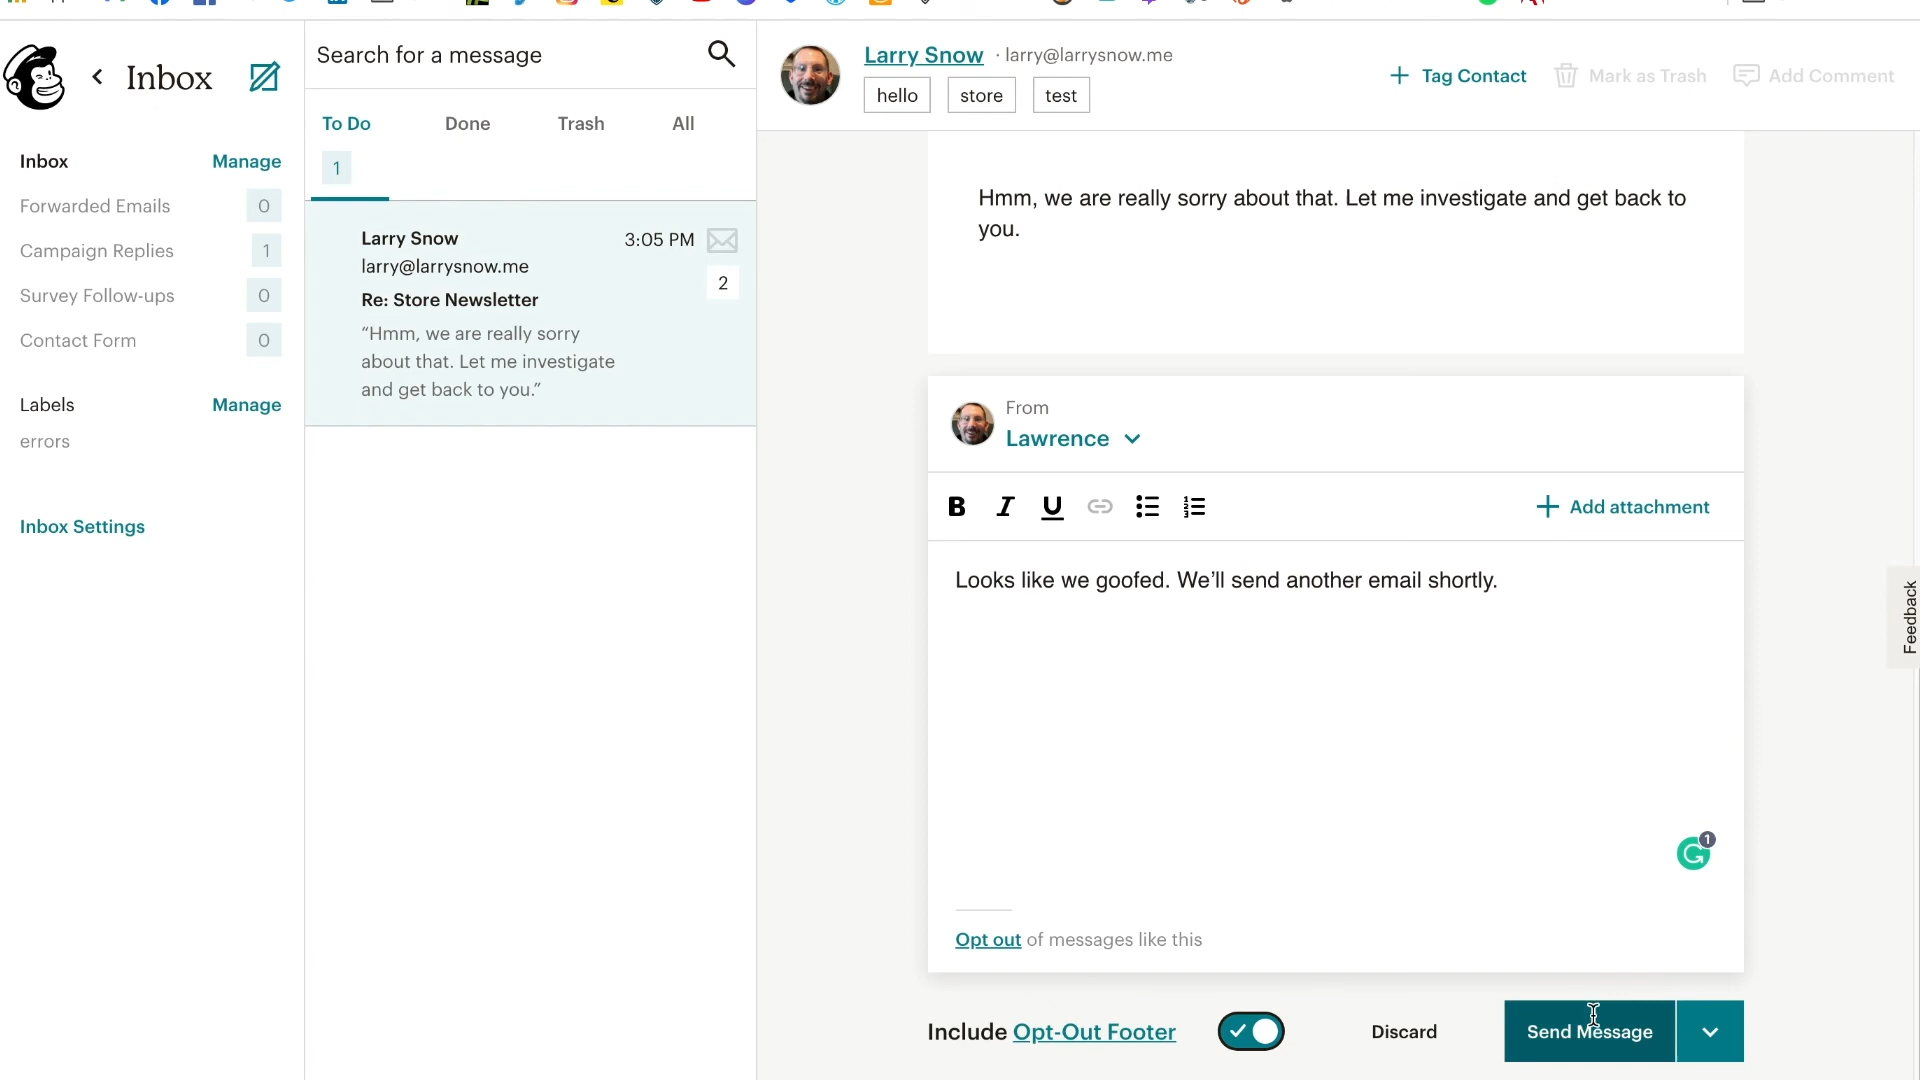 Inbox
Inbox Manage
Forwarded Emails 0
Campaign Replies 1
Survey Follow-ups 0
Contact Form 0
Labels Manage
errors
Inbox Settings
Search for a message
To Do Done Trash All
1
Larry Snow 3:05 PM
larry@larrysnow.me
2
Re: Store Newsletter
“Hmm, we are really sorry
about that. Let me investigate
and get back to you.”
Larry Snow · larry@larrysnow.me
hello store test
Tag Contact Mark as Trash Add Comment
Hmm, we are really sorry about that. Let me investigate and get back to
you.
From
Lawrence
B I U Add attachment
Looks like we goofed. We’ll send another email shortly.
1
Opt out of messages like this
Include Opt-Out Footer Discard Send Message
Feedback